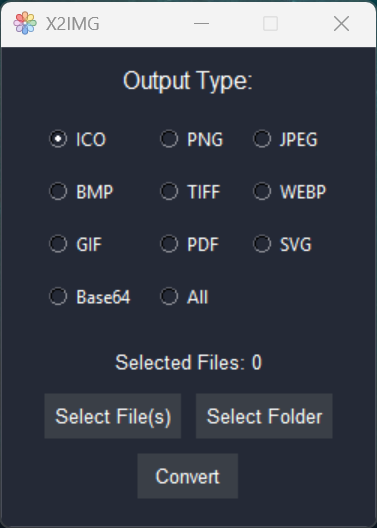 X2IMG
Output Type:
ICO PNG JPEG
BMP TIFF WEBP
GIF PDF SVG
Base64 All
Selected Files: 0
Select File(s) Select Folder
Convert